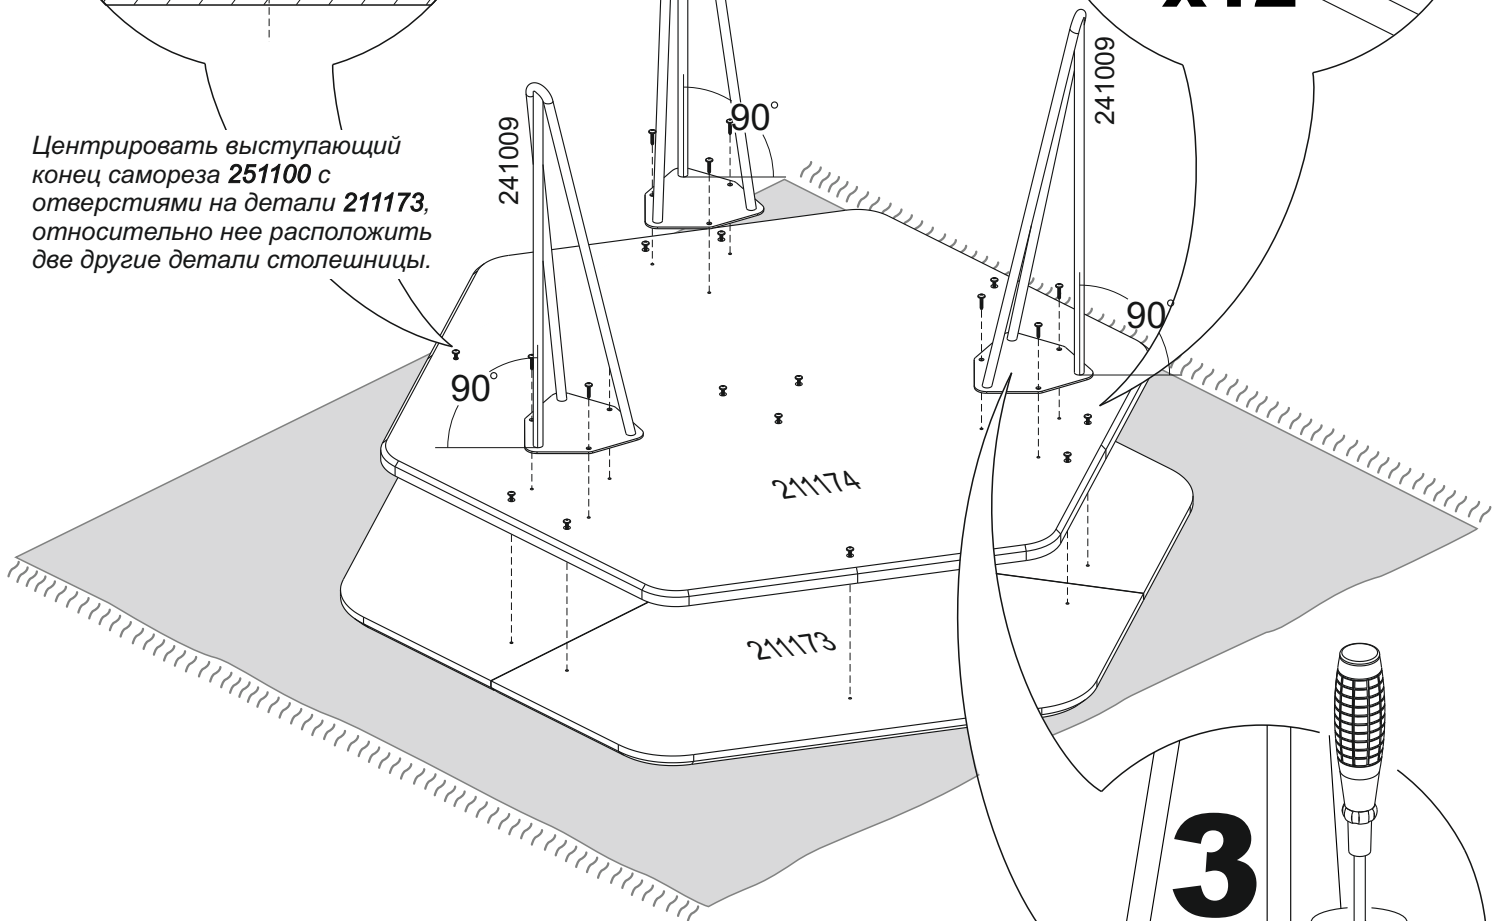 x12
241009
90°
241009
Центрировать выступающий
конец самореза 251100 с
отверстиями на детали 211173,
относительно нее расположить
две другие детали столешницы.
90°
90°
211174
211173
3